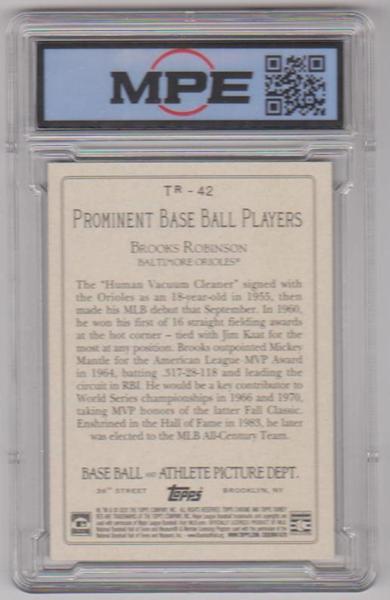 MPE
TR - 42
PROMINENT BASE BALL PLAYERS
BROOKS ROBINSON
BALTIMORE ORIOLES®
The "Human Vacuum Cleaner" signed with
the Orioles as an 18-year-old in 1955, then
made his MLB debut that September. In 1960,
he won his first of 16 straight fielding awards
at the hot corner – tied with Jim Kaat for the
most at any position. Brooks outpointed Mickey
Mantle for the American League MVP Award
in 1964, batting .317-28-118 and leading the
circuit in RBI. He would be a key contributor to
World Series championships in 1966 and 1970,
taking MVP honors of the latter Fall Classic.
Enshrined in the Hall of Fame in 1983, he later
was elected to the MLB All-Century Team.
BASE BALL AND ATHLETE PICTURE DEPT.
36TH STREET Topps BROOKLYN, NY